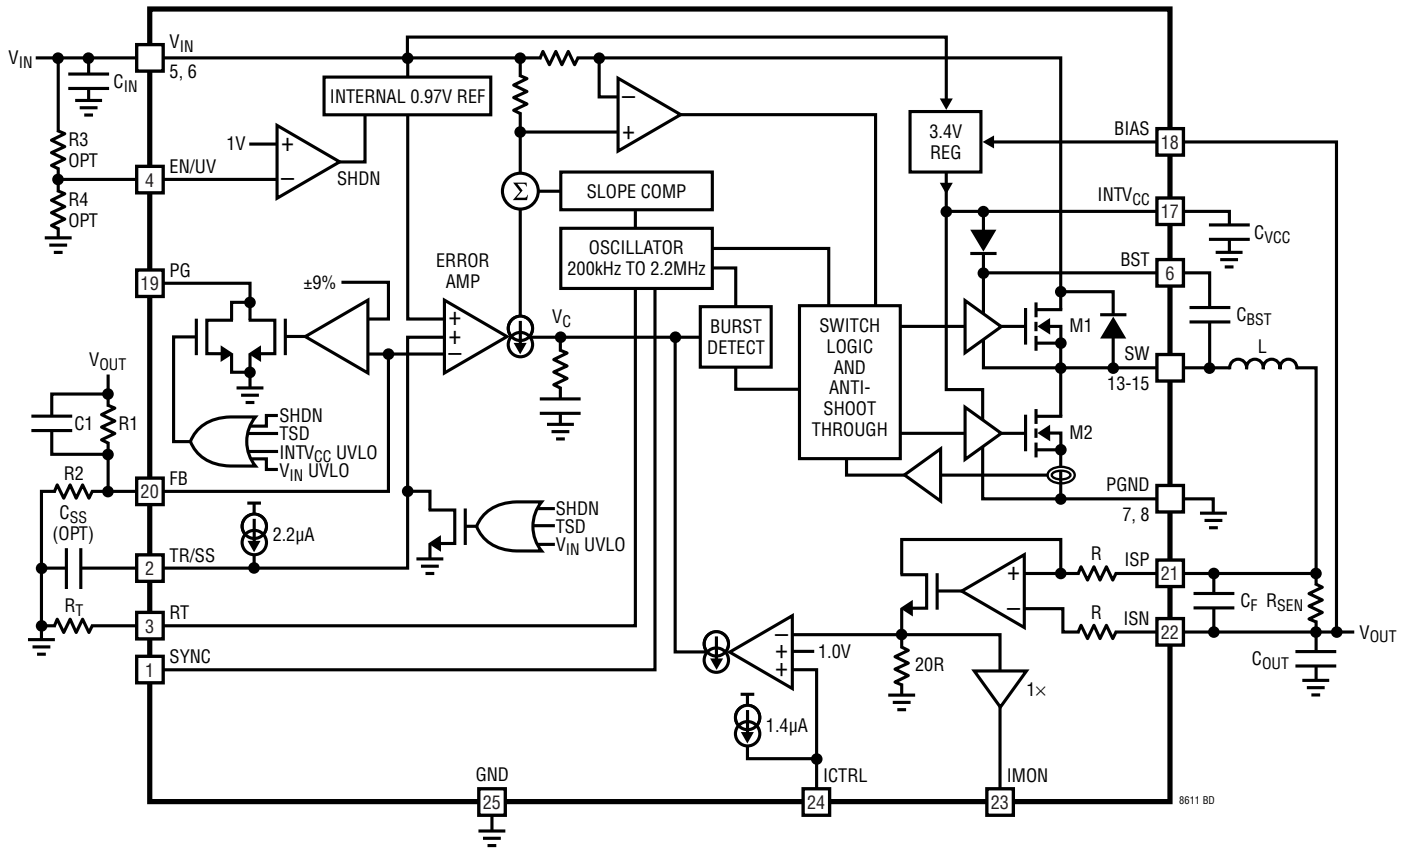 VIN
VIN
5, 6
CIN
INTERNAL 0.97V REF
−
+
3.4V
REG
BIAS
18
R3
OPT
1V
+
−
SHDN
EN/UV
4
R4
OPT
Σ
SLOPE COMP
INTVCC
17
CVCC
OSCILLATOR
200kHz TO 2.2MHz
PG
19
±9%
ERROR
AMP
+
+
−
VC
BURST
DETECT
SWITCH
LOGIC
AND
ANTI-
SHOOT
THROUGH
BST
6
CBST
M1
SW
13-15
L
VOUT
C1
R1
SHDN
TSD
INTVCC UVLO
VIN UVLO
M2
R2
FB
20
PGND
7, 8
CSS
(OPT)
2.2µA
SHDN
TSD
VIN UVLO
TR/SS
2
+
−
R
ISP
21
CF
RSEN
RT
RT
3
R
ISN
22
VOUT
COUT
SYNC
1
−
+
1.0V
+
20R
1×
1.4µA
GND
25
ICTRL
24
IMON
23
8611 BD